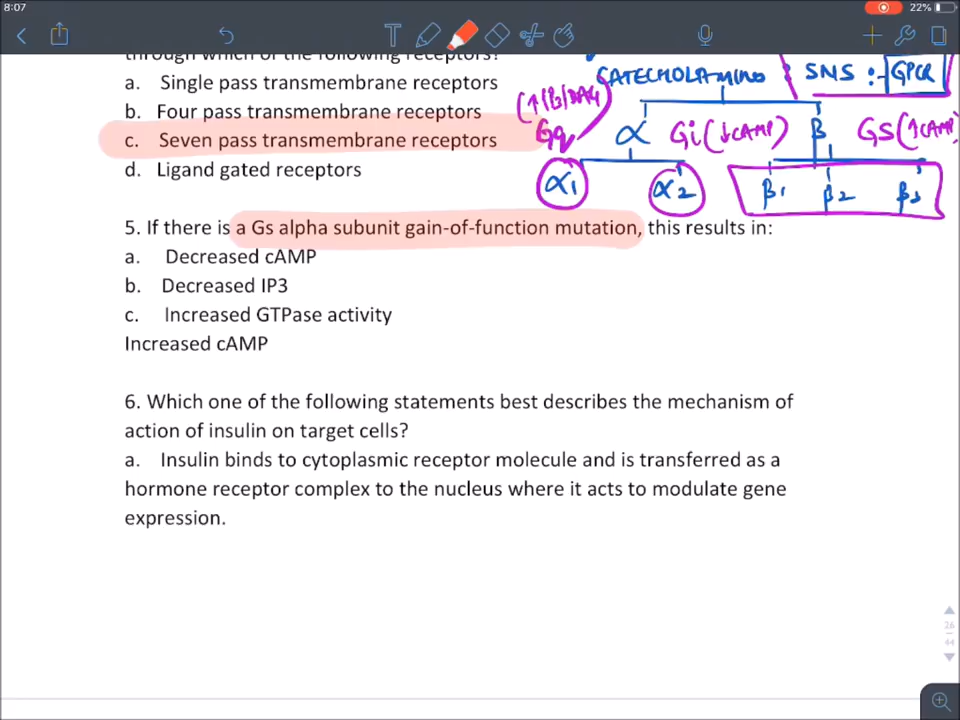 8:07
22%
through which of the following receptors?
a. Single pass transmembrane receptors
b. Four pass transmembrane receptors
c. Seven pass transmembrane receptors
d. Ligand gated receptors
CATECHOLAMINO
SNS :- GPCR
(↑IP3/DAG)
Gq
α Gi (↓CAMP) β GS (↑CAMP)
α1 α2 β1 β2 β3
5. If there is a Gs alpha subunit gain-of-function mutation, this results in:
a. Decreased cAMP
b. Decreased IP3
c. Increased GTPase activity
Increased cAMP
6. Which one of the following statements best describes the mechanism of
action of insulin on target cells?
a. Insulin binds to cytoplasmic receptor molecule and is transferred as a
hormone receptor complex to the nucleus where it acts to modulate gene
expression.
26
44